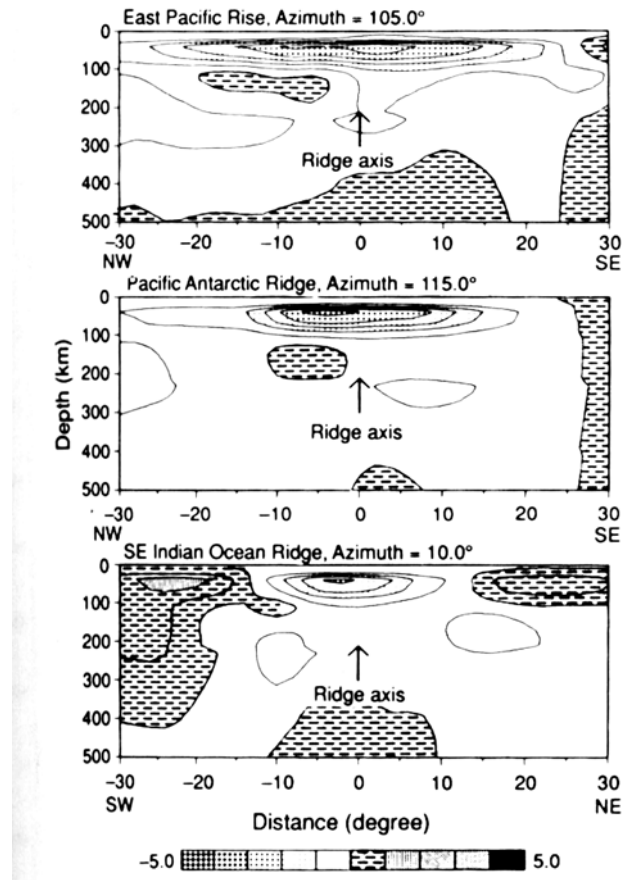 East Pacific Rise, Azimuth = 105.0°
0
100
200
300
400
500
Ridge axis
-30 -20 -10 0 10 20 30
NW SE
Pacific Antarctic Ridge, Azimuth = 115.0°
0
100
200
300
400
500
Depth (km)
Ridge axis
-30 -20 -10 0 10 20 30
NW SE
SE Indian Ocean Ridge, Azimuth = 10.0°
0
100
200
300
400
500
Ridge axis
-30 -20 -10 0 10 20 30
SW NE
Distance (degree)
-5.0 5.0